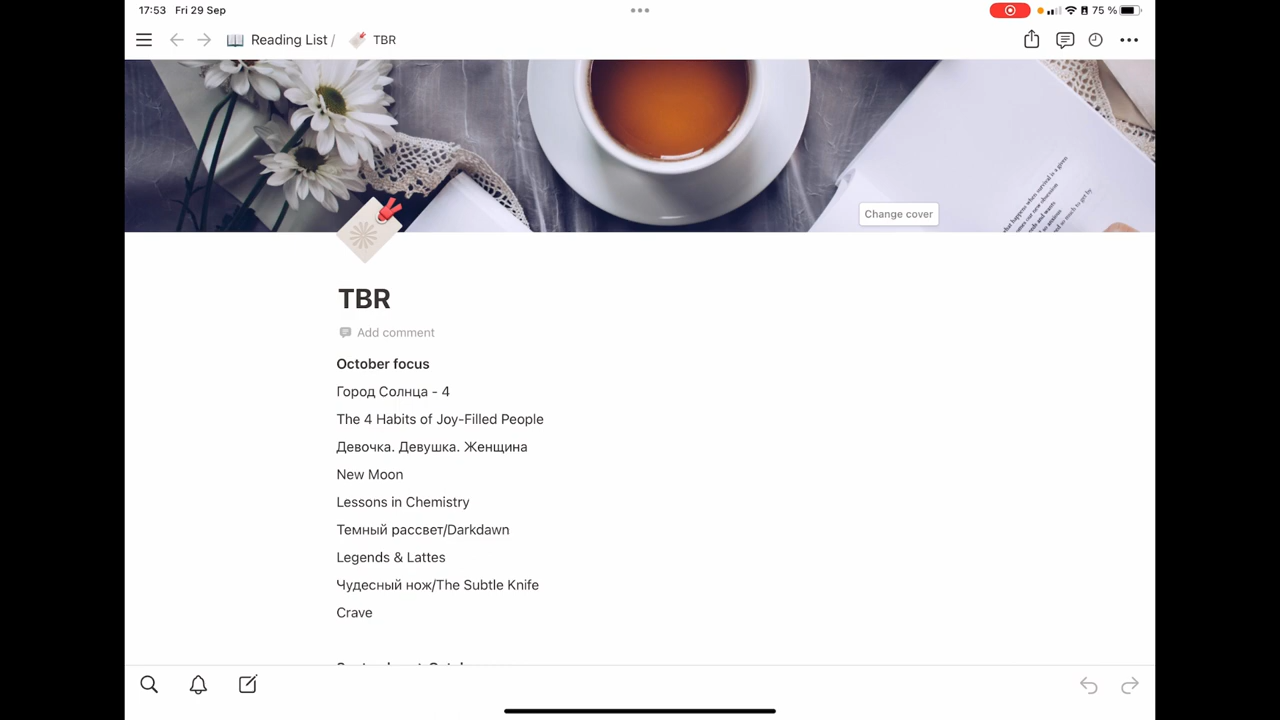 17:53 Fri 29 Sep
75 %
Reading List / TBR
Change cover
TBR
Add comment
October focus
Город Солнца - 4
The 4 Habits of Joy-Filled People
Девочка. Девушка. Женщина
New Moon
Lessons in Chemistry
Темный рассвет/Darkdawn
Legends & Lattes
Чудесный нож/The Subtle Knife
Crave